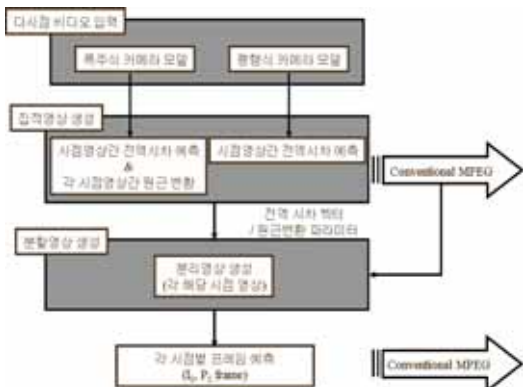 다시점 비디오 입력
폭주식 카메라 모델
평행식 카메라 모델
집적영상 생성
시점영상간 전역시차 예측
&
각 시점영상간 원근 변환
시점영상간 전역시차 예측
Conventional MPEG
전역 시차 벡터
/ 원근변환 파라미터
분할영상 생성
분리영상 생성
(각 해당 시점 영상)
각 시점별 프레임 예측
frame)
Conventional MPEG